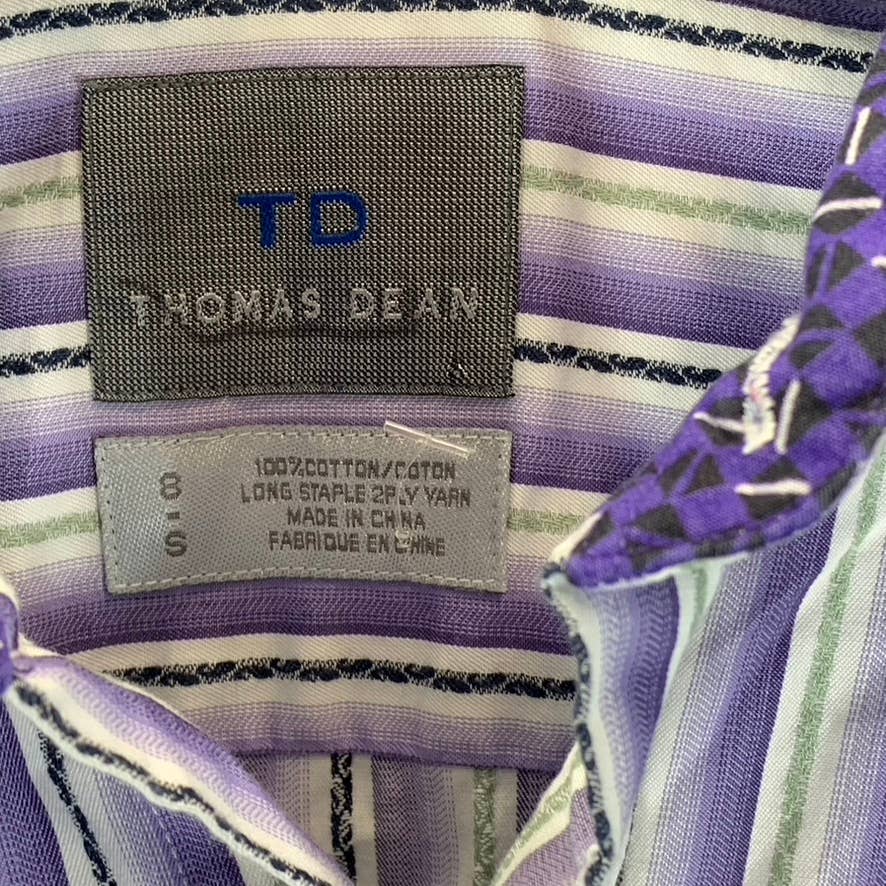 TD
THOMAS DEAN
8-S
100%COTTON/COTON
LONG STAPLE 2PLY YARN
MADE IN CHINA
FABRIQUE EN CHINE